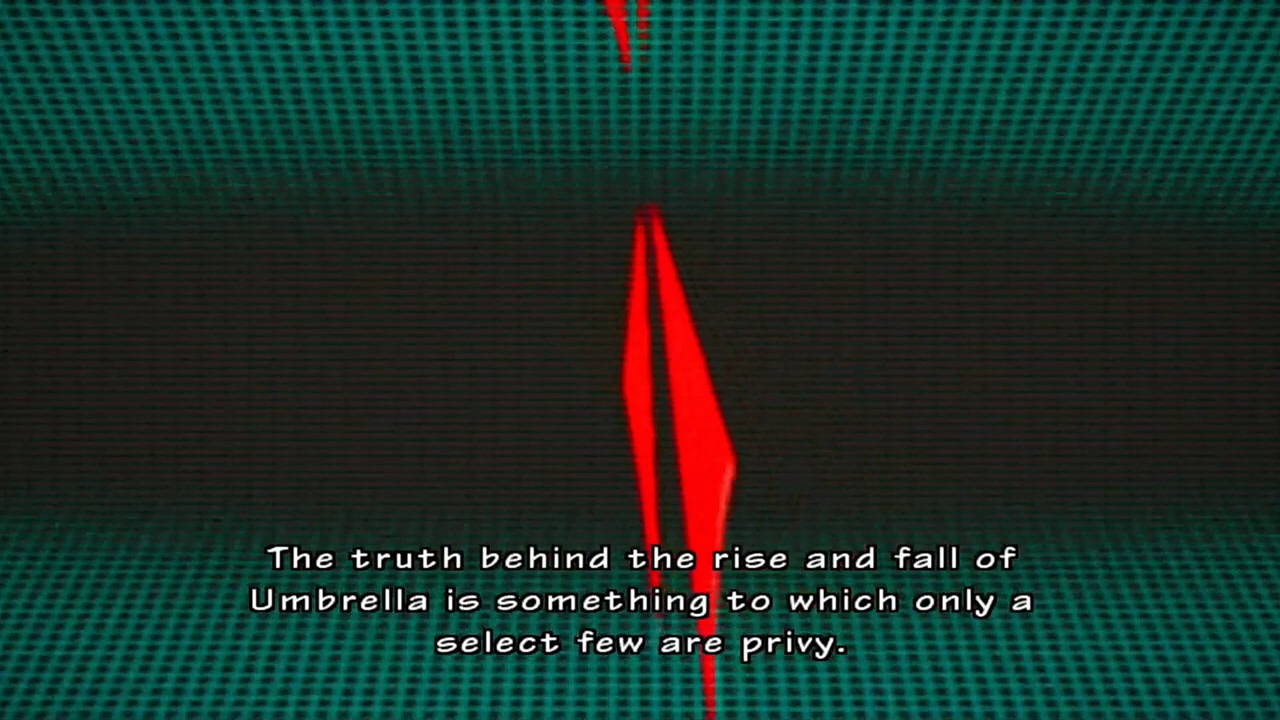 The truth behind the rise and fall of
Umbrella is something to which only a
select few are privy.